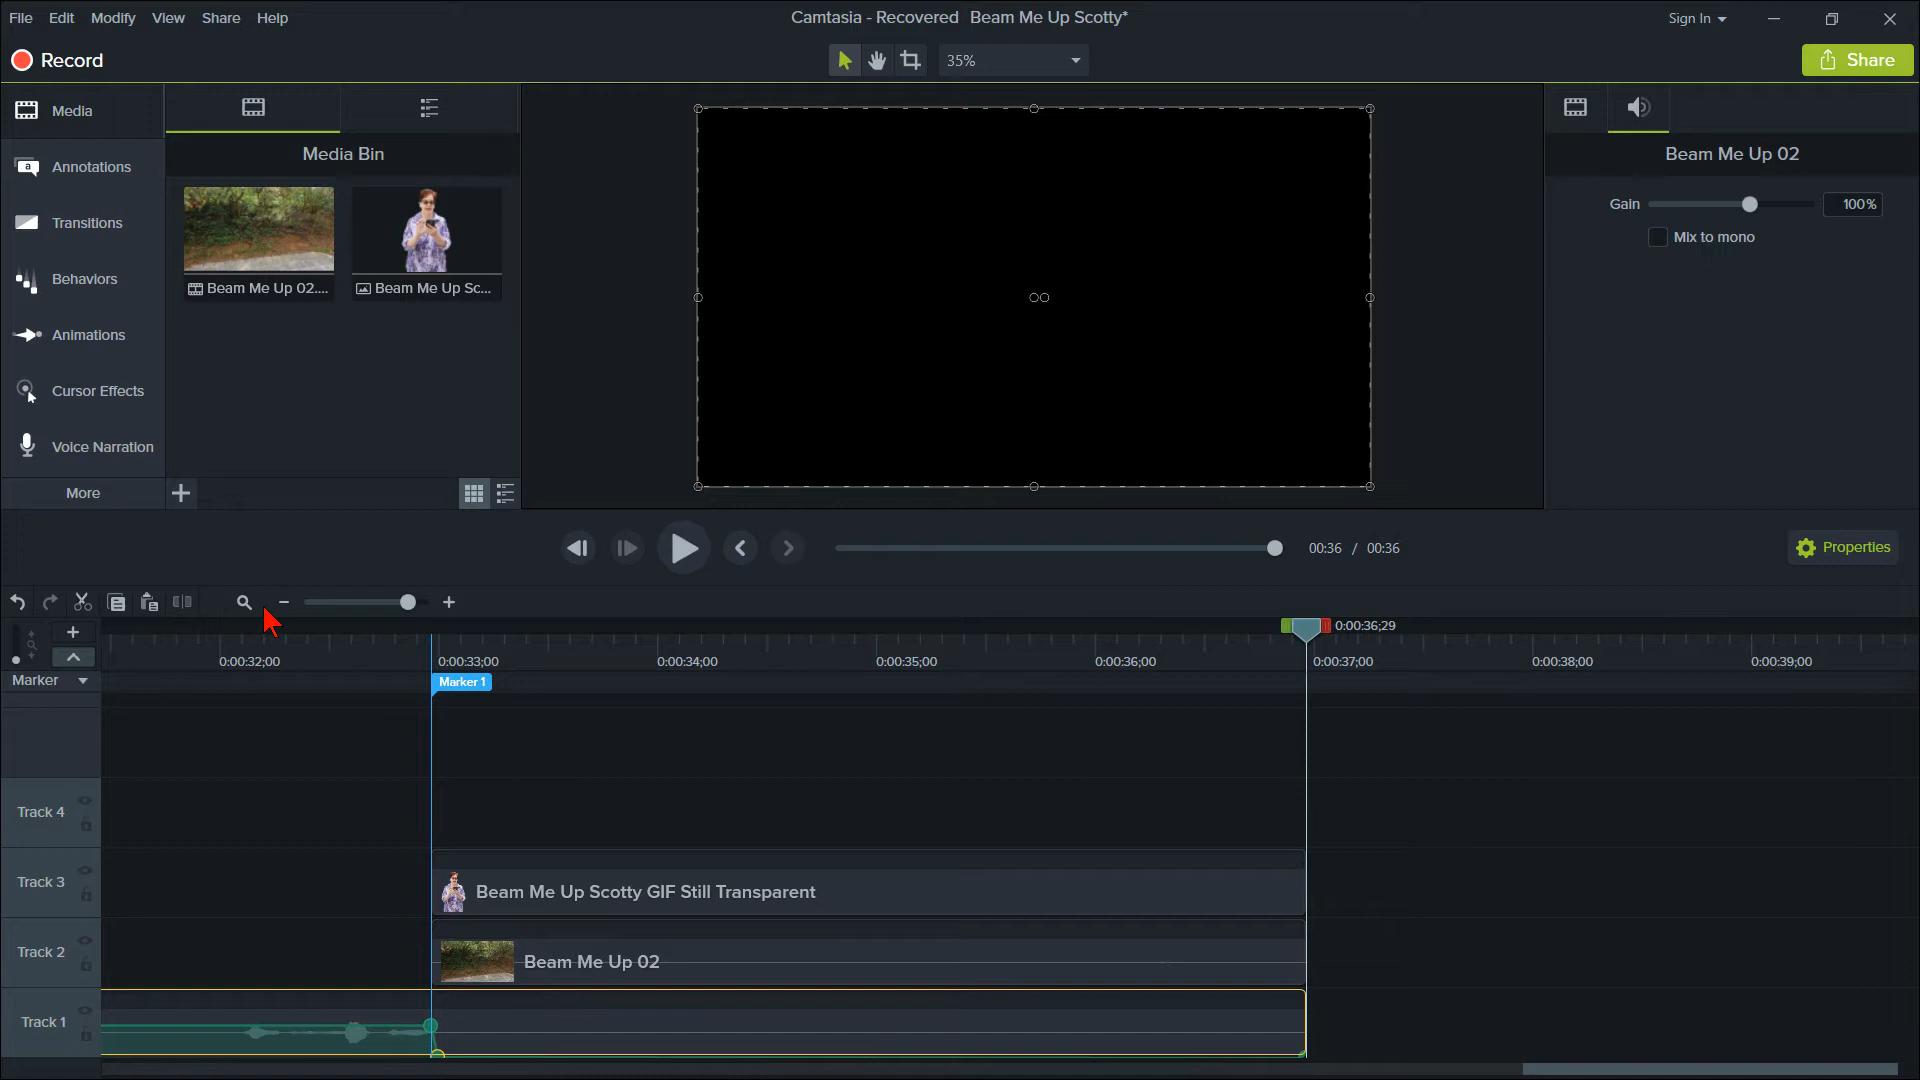 File Edit Modify View Share Help
Camtasia - Recovered Beam Me Up Scotty*
Sign In
Record
35%
Share
Media
Annotations
Transitions
Behaviors
Animations
Cursor Effects
Voice Narration
More
Media Bin
Beam Me Up 02....
Beam Me Up Sc...
Beam Me Up 02
Gain
100%
Mix to mono
00:36 / 00:36
Properties
0:00:36;29
0:00:32;00
0:00:33;00
0:00:34;00
0:00:35;00
0:00:36;00
0:00:37;00
0:00:38;00
0:00:39;00
Marker
Marker 1
Track 4
Track 3
Beam Me Up Scotty GIF Still Transparent
Track 2
Beam Me Up 02
Track 1